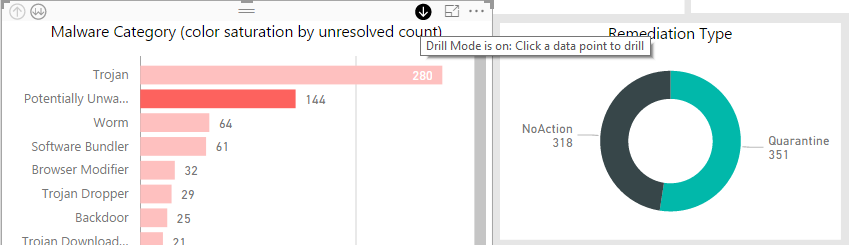 Malware Category (color saturation by unresolved count)
Drill Mode is on: Click a data point to drill
Trojan 280
Potentially Unwa... 144
Worm 64
Software Bundler 61
Browser Modifier 32
Trojan Dropper 29
Backdoor 25
Trojan Download... 21
Remediation Type
NoAction
318
Quarantine
351